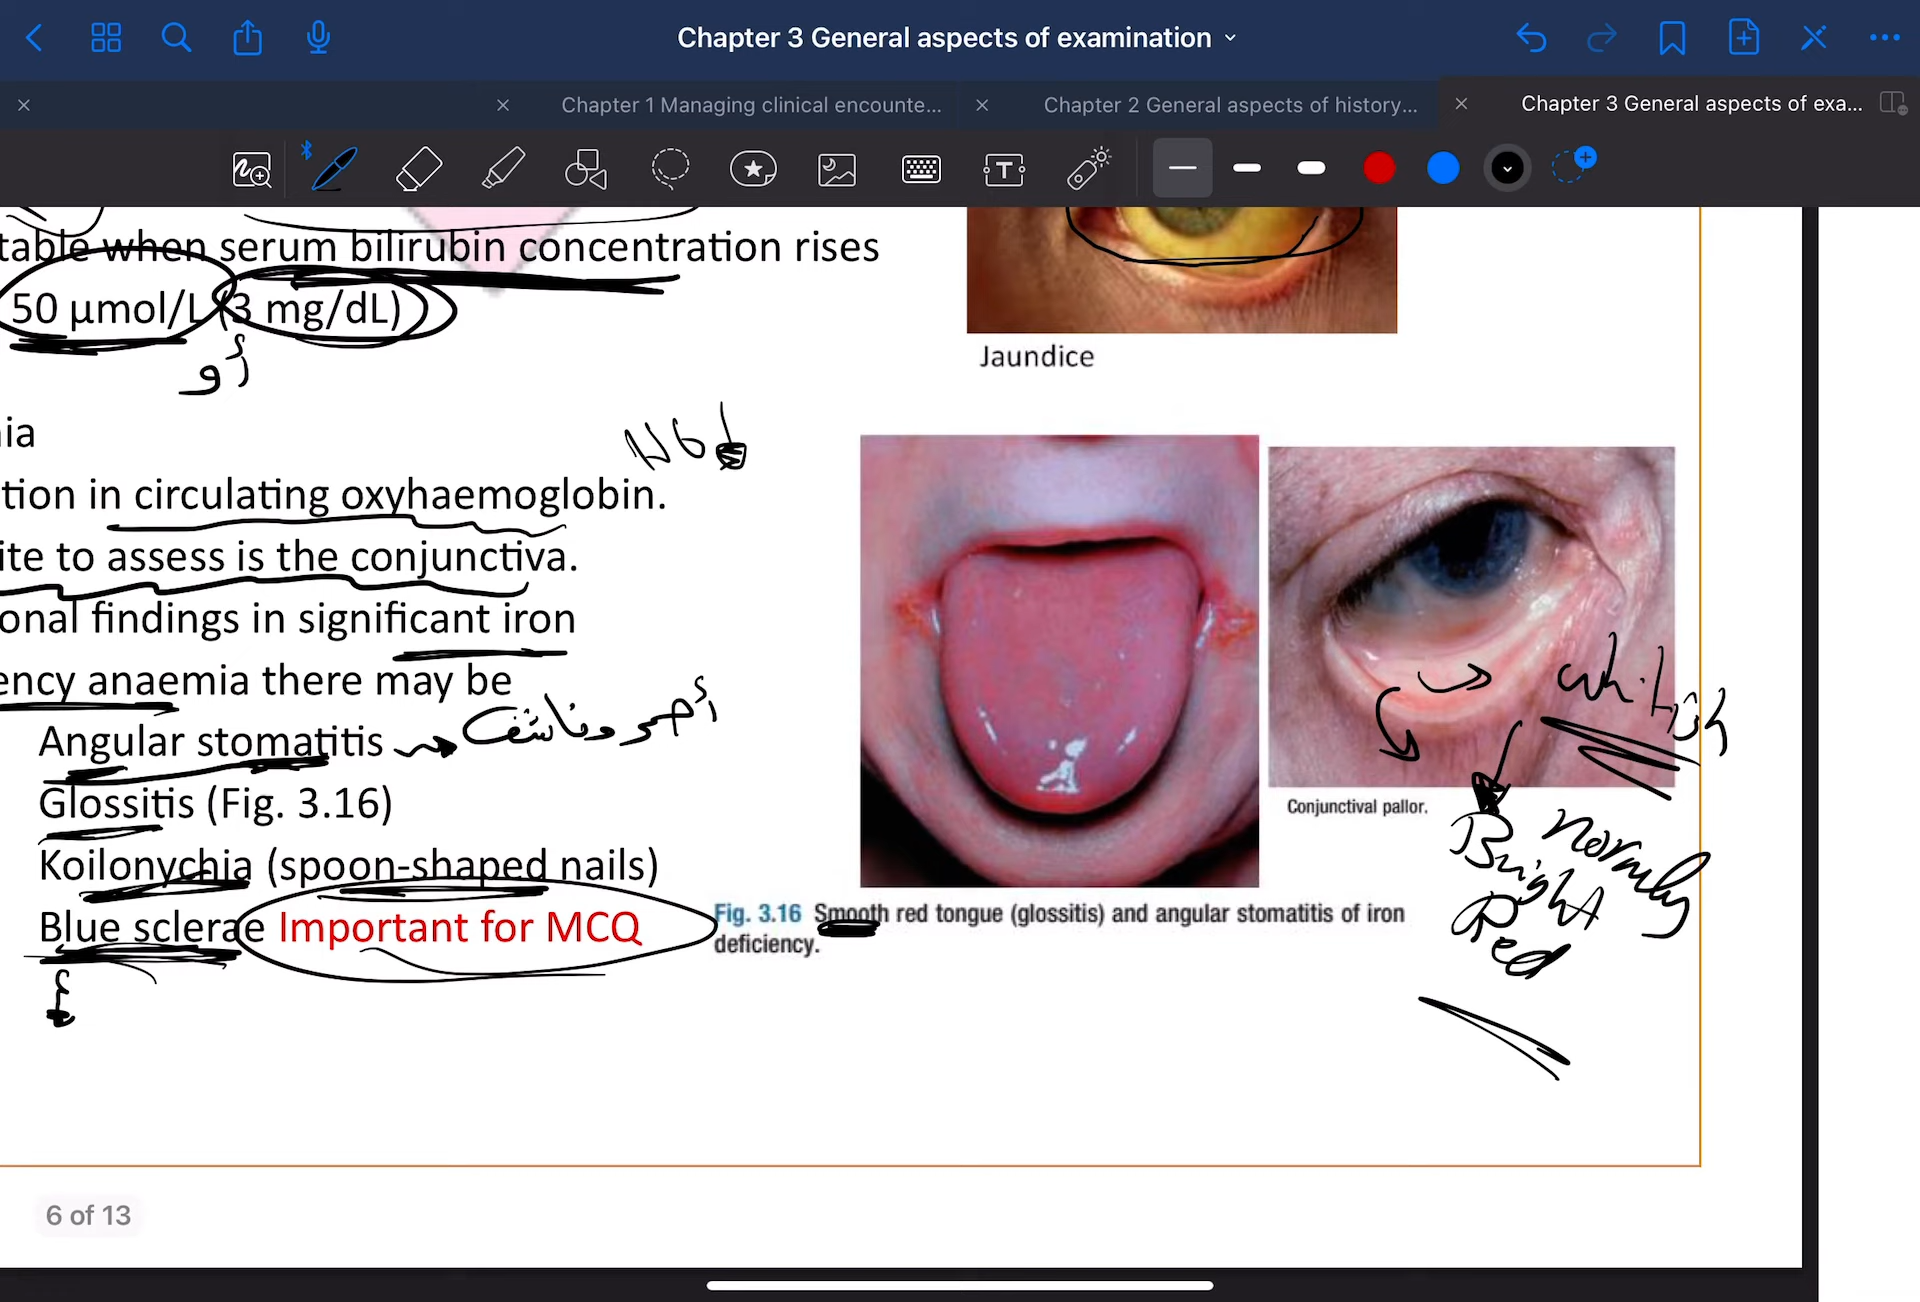 Chapter 3 General aspects of examination
Chapter 1 Managing clinical encounte...
Chapter 2 General aspects of history...
Chapter 3 General aspects of exa...
table when serum bilirubin concentration rises
50 µmol/L (3 mg/dL)
أو
Jaundice
ia
tion in circulating oxyhaemoglobin.
ite to assess is the conjunctiva.
onal findings in significant iron
ency anaemia there may be
Angular stomatitis
Glossitis (Fig. 3.16)
Koilonychia (spoon-shaped nails)
Blue sclerae Important for MCQ
whitish
Conjunctival pallor.
normly
Bright
Red
Fig. 3.16 Smooth red tongue (glossitis) and angular stomatitis of iron
deficiency.
6 of 13